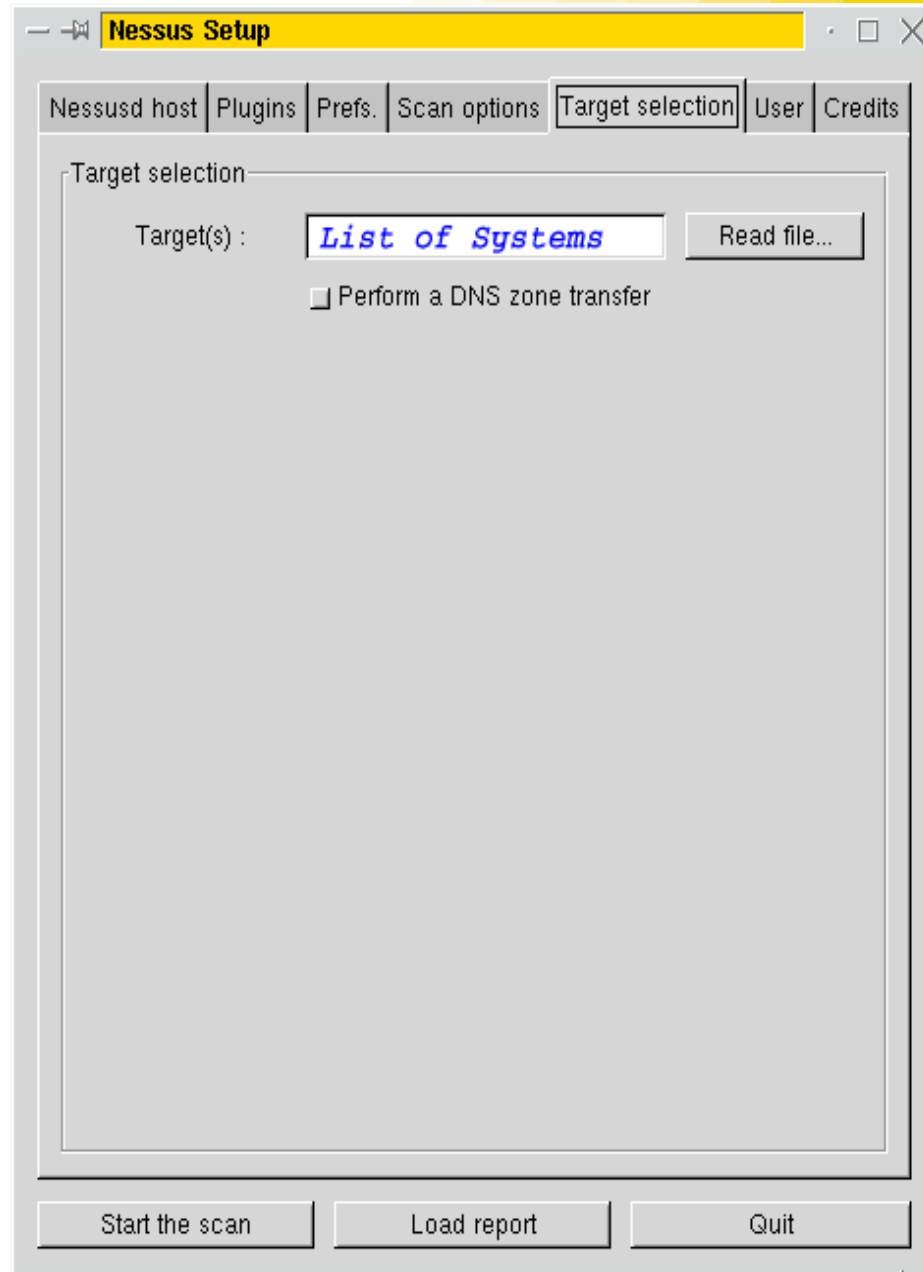 Nessus Setup
Nessusd host Plugins Prefs. Scan options Target selection User Credits
Target selection
Target(s) : List of Systems Read file...
Perform a DNS zone transfer
Start the scan Load report Quit